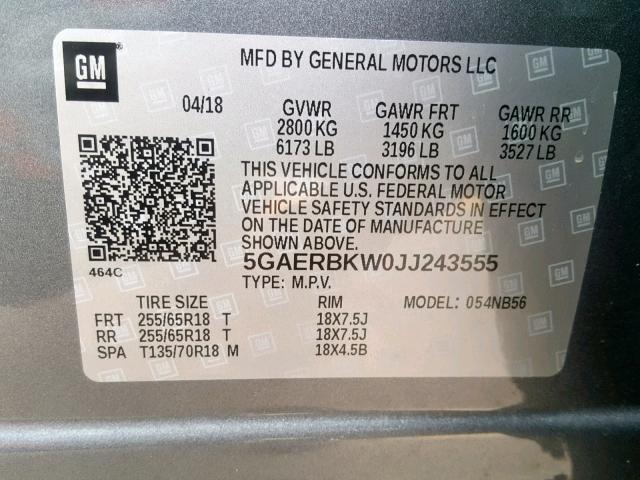 GM
MFD BY GENERAL MOTORS LLC
04/18 GVWR GAWR FRT GAWR RR
2800 KG 1450 KG 1600 KG
6173 LB 3196 LB 3527 LB
THIS VEHICLE CONFORMS TO ALL
APPLICABLE U.S. FEDERAL MOTOR
VEHICLE SAFETY STANDARDS IN EFFECT
ON THE DATE OF MANUFACTURE
SHOWN ABOVE.
464C 5GAERBKW0JJ243555
TYPE: M.P.V.
TIRE SIZE RIM MODEL: 054NB56
FRT 255/65R18 T 18X7.5J
RR 255/65R18 T 18X7.5J
SPA T135/70R18 M 18X4.5B